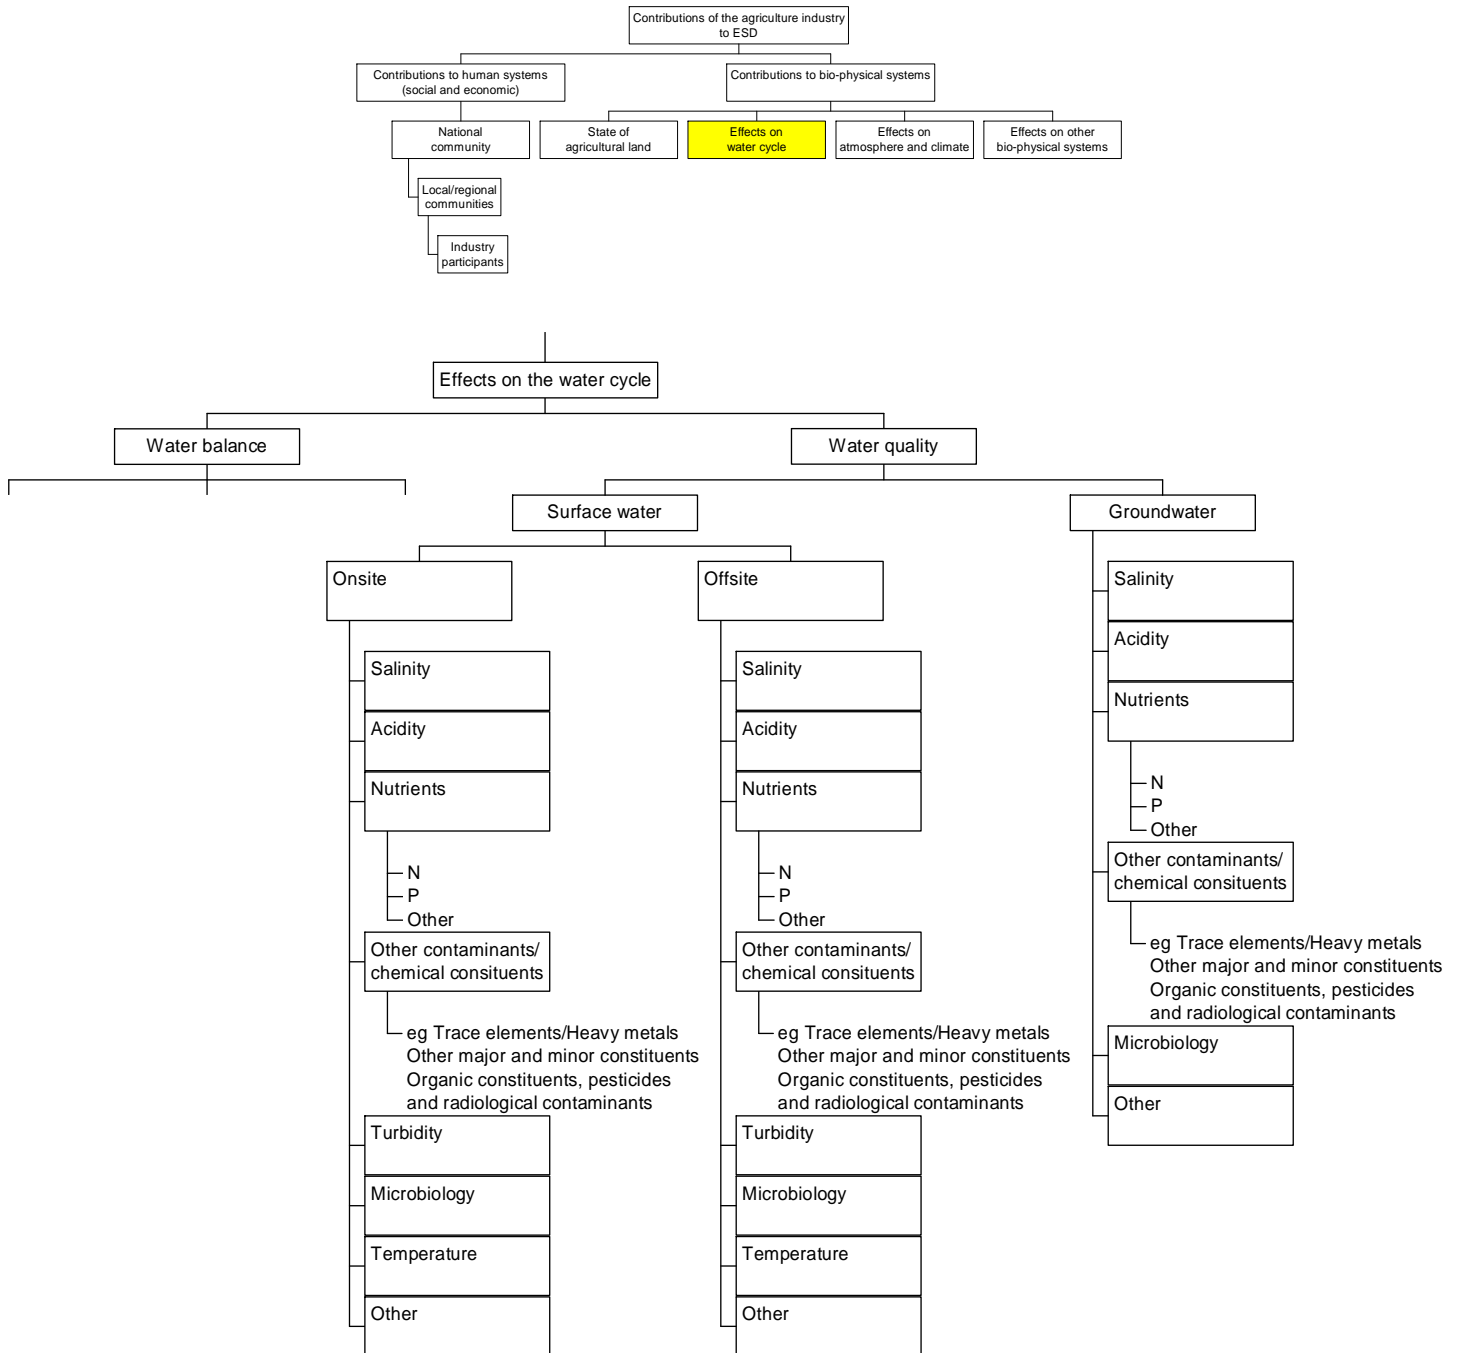 Contributions of the agriculture industry
to ESD
Contributions to human systems
(social and economic)
Contributions to bio-physical systems
National
community
State of
agricultural land
Effects on
water cycle
Effects on
atmosphere and climate
Effects on other
bio-physical systems
Local/regional
communities
Industry
participants
Effects on the water cycle
Water balance
Water quality
Surface water
Groundwater
Onsite
Salinity
Acidity
Nutrients
N
P
Other
Other contaminants/
chemical consituents
eg Trace elements/Heavy metals
Other major and minor constituents
Organic constituents, pesticides
and radiological contaminants
Turbidity
Microbiology
Temperature
Other
Offsite
Salinity
Acidity
Nutrients
N
P
Other
Other contaminants/
chemical consituents
eg Trace elements/Heavy metals
Other major and minor constituents
Organic constituents, pesticides
and radiological contaminants
Turbidity
Microbiology
Temperature
Other
Salinity
Acidity
Nutrients
N
P
Other
Other contaminants/
chemical consituents
eg Trace elements/Heavy metals
Other major and minor constituents
Organic constituents, pesticides
and radiological contaminants
Microbiology
Other